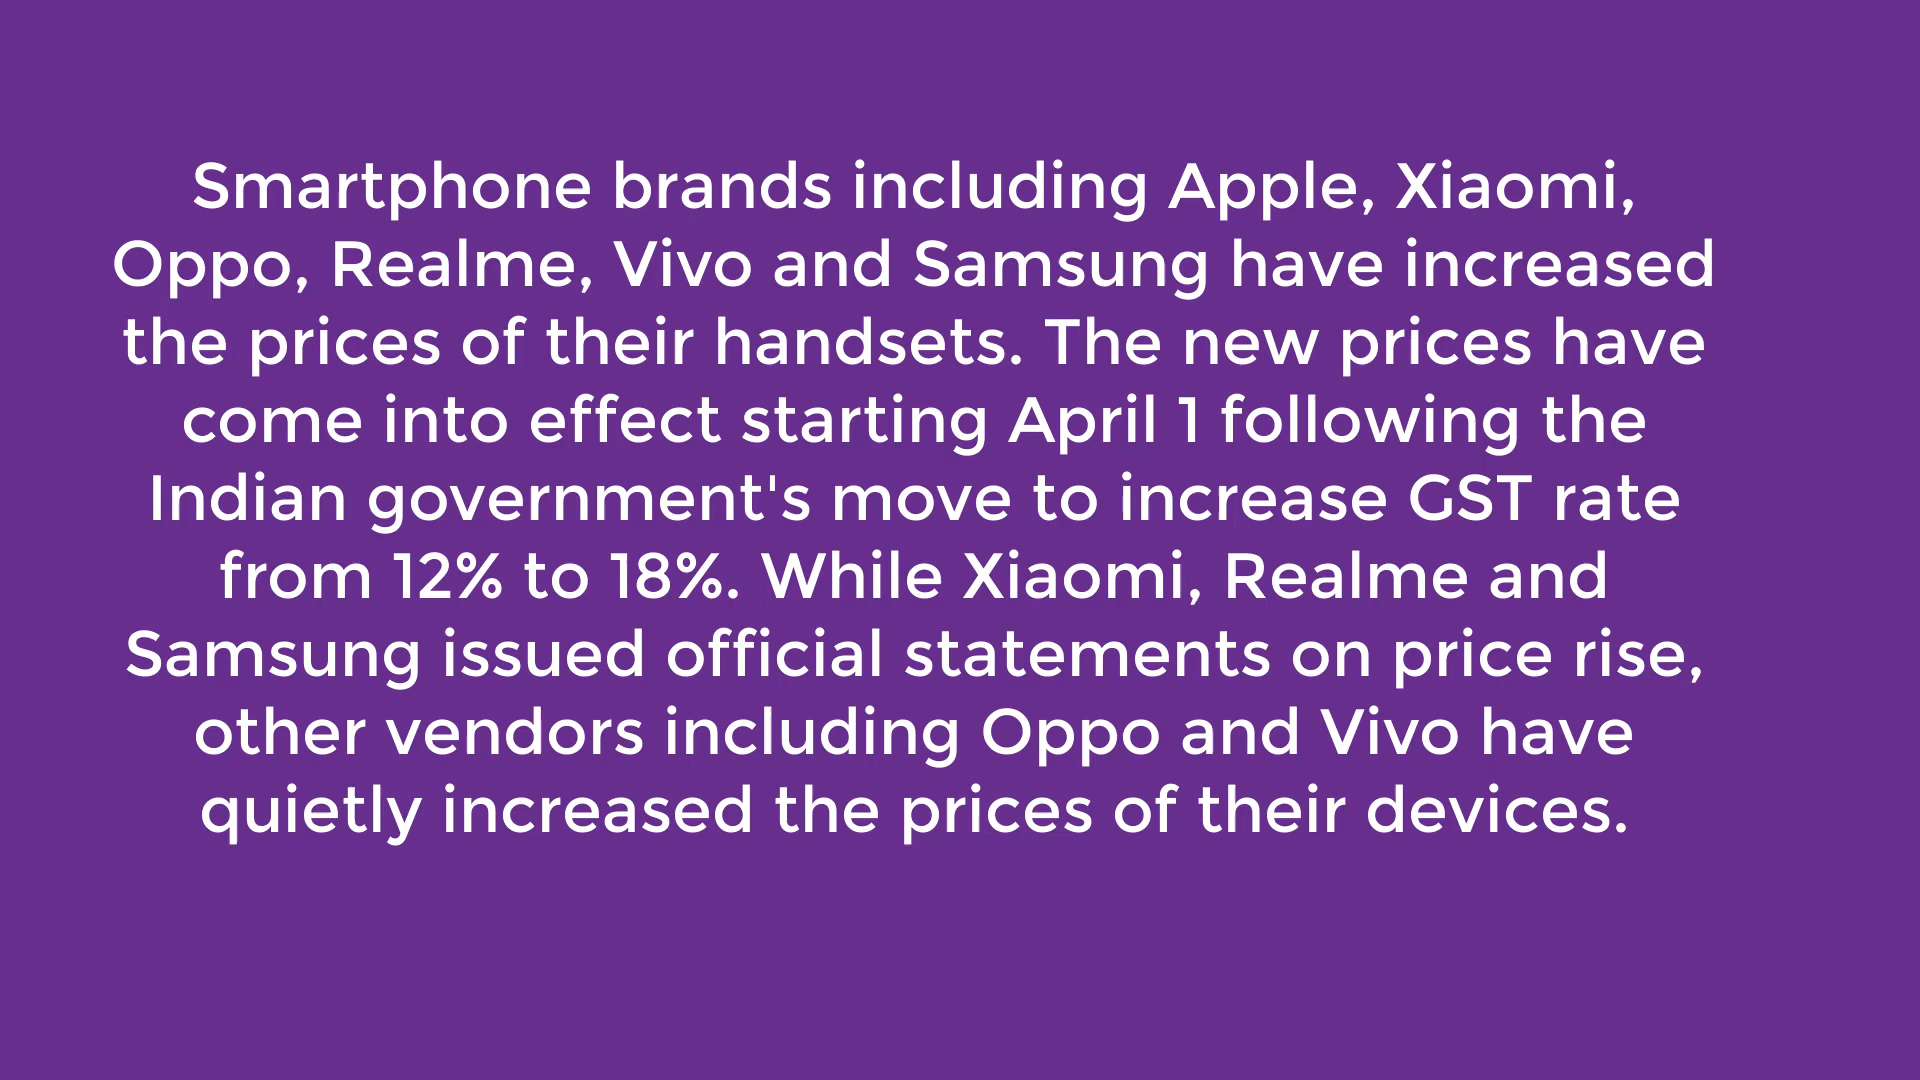 Smartphone brands including Apple, Xiaomi,
Oppo, Realme, Vivo and Samsung have increased
the prices of their handsets. The new prices have
come into effect starting April 1 following the
Indian government's move to increase GST rate
from 12% to 18%. While Xiaomi, Realme and
Samsung issued official statements on price rise,
other vendors including Oppo and Vivo have
quietly increased the prices of their devices.